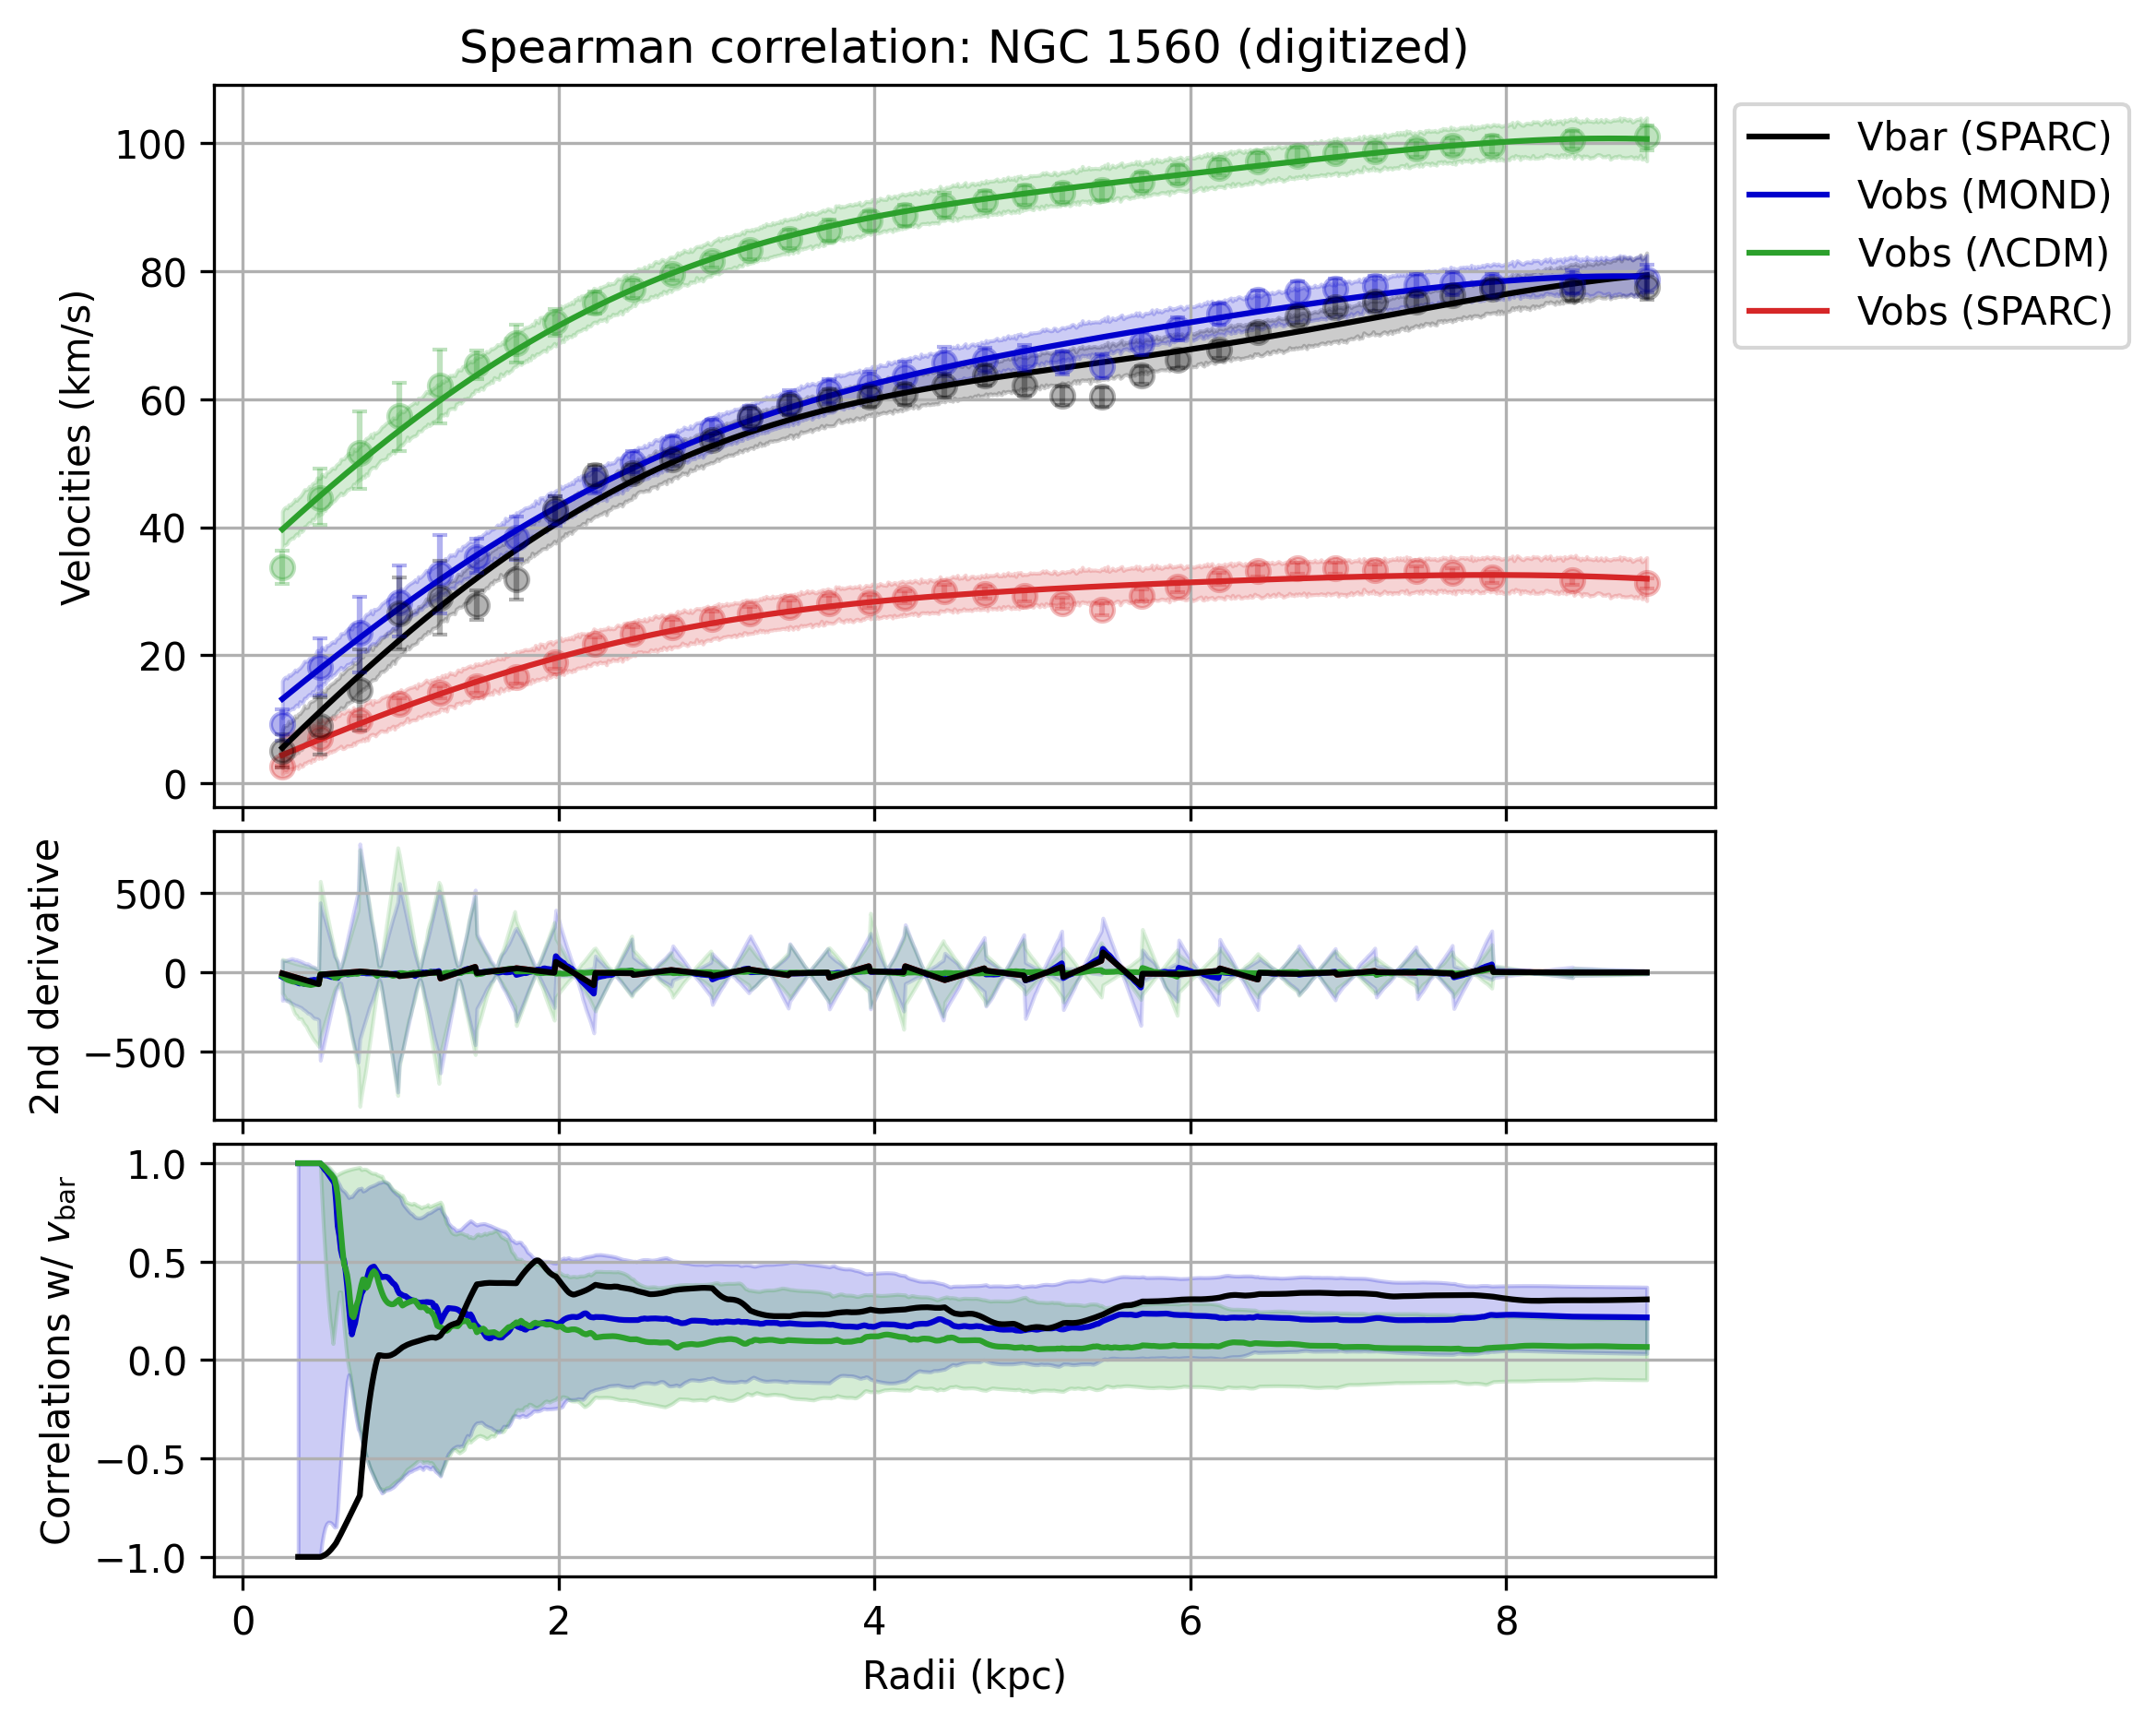 Spearman correlation: NGC 1560 (digitized)
Velocities (km/s)
100
80
60
40
20
0
Vbar (SPARC)
Vobs (MOND)
Vobs (ΛCDM)
Vobs (SPARC)
2nd derivative
500
0
−500
Correlations w/ vbar
1.0
0.5
0.0
−0.5
−1.0
0 2 4 6 8
Radii (kpc)